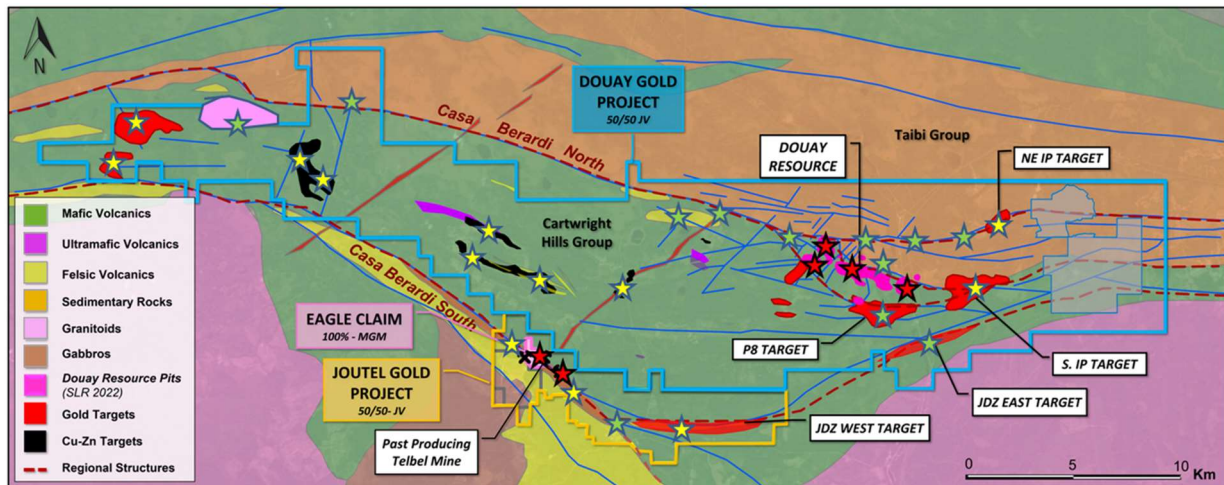 N
DOUAY GOLD
PROJECT
50/50 JV
Casa Berardi North
Taibi Group
DOUAY
RESOURCE
NE IP TARGET
Cartwright
Hills Group
Casa Berardi South
EAGLE CLAIM
100% - MGM
JOUTEL GOLD
PROJECT
50/50- JV
Past Producing
Telbel Mine
P8 TARGET
S. IP TARGET
JDZ EAST TARGET
JDZ WEST TARGET
Mafic Volcanics
Ultramafic Volcanics
Felsic Volcanics
Sedimentary Rocks
Granitoids
Gabbros
Douay Resource Pits
(SLR 2022)
Gold Targets
Cu-Zn Targets
Regional Structures
0 5 10
Km